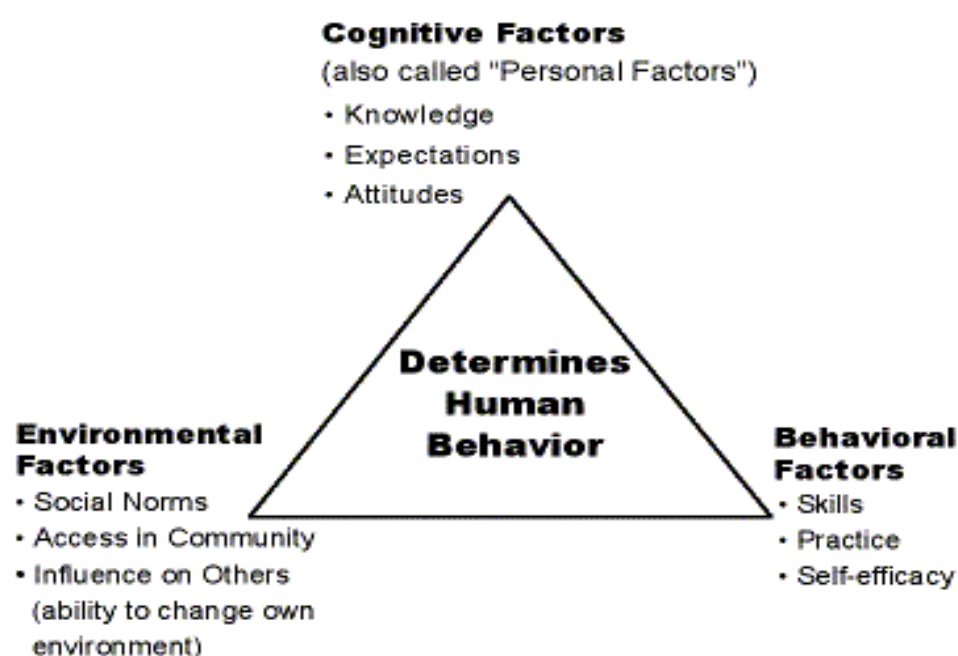 Cognitive Factors
(also called "Personal Factors")
• Knowledge
• Expectations
• Attitudes
Determines
Human
Behavior
Environmental
Factors
• Social Norms
• Access in Community
• Influence on Others
(ability to change own
environment)
Behavioral
Factors
• Skills
• Practice
• Self-efficacy